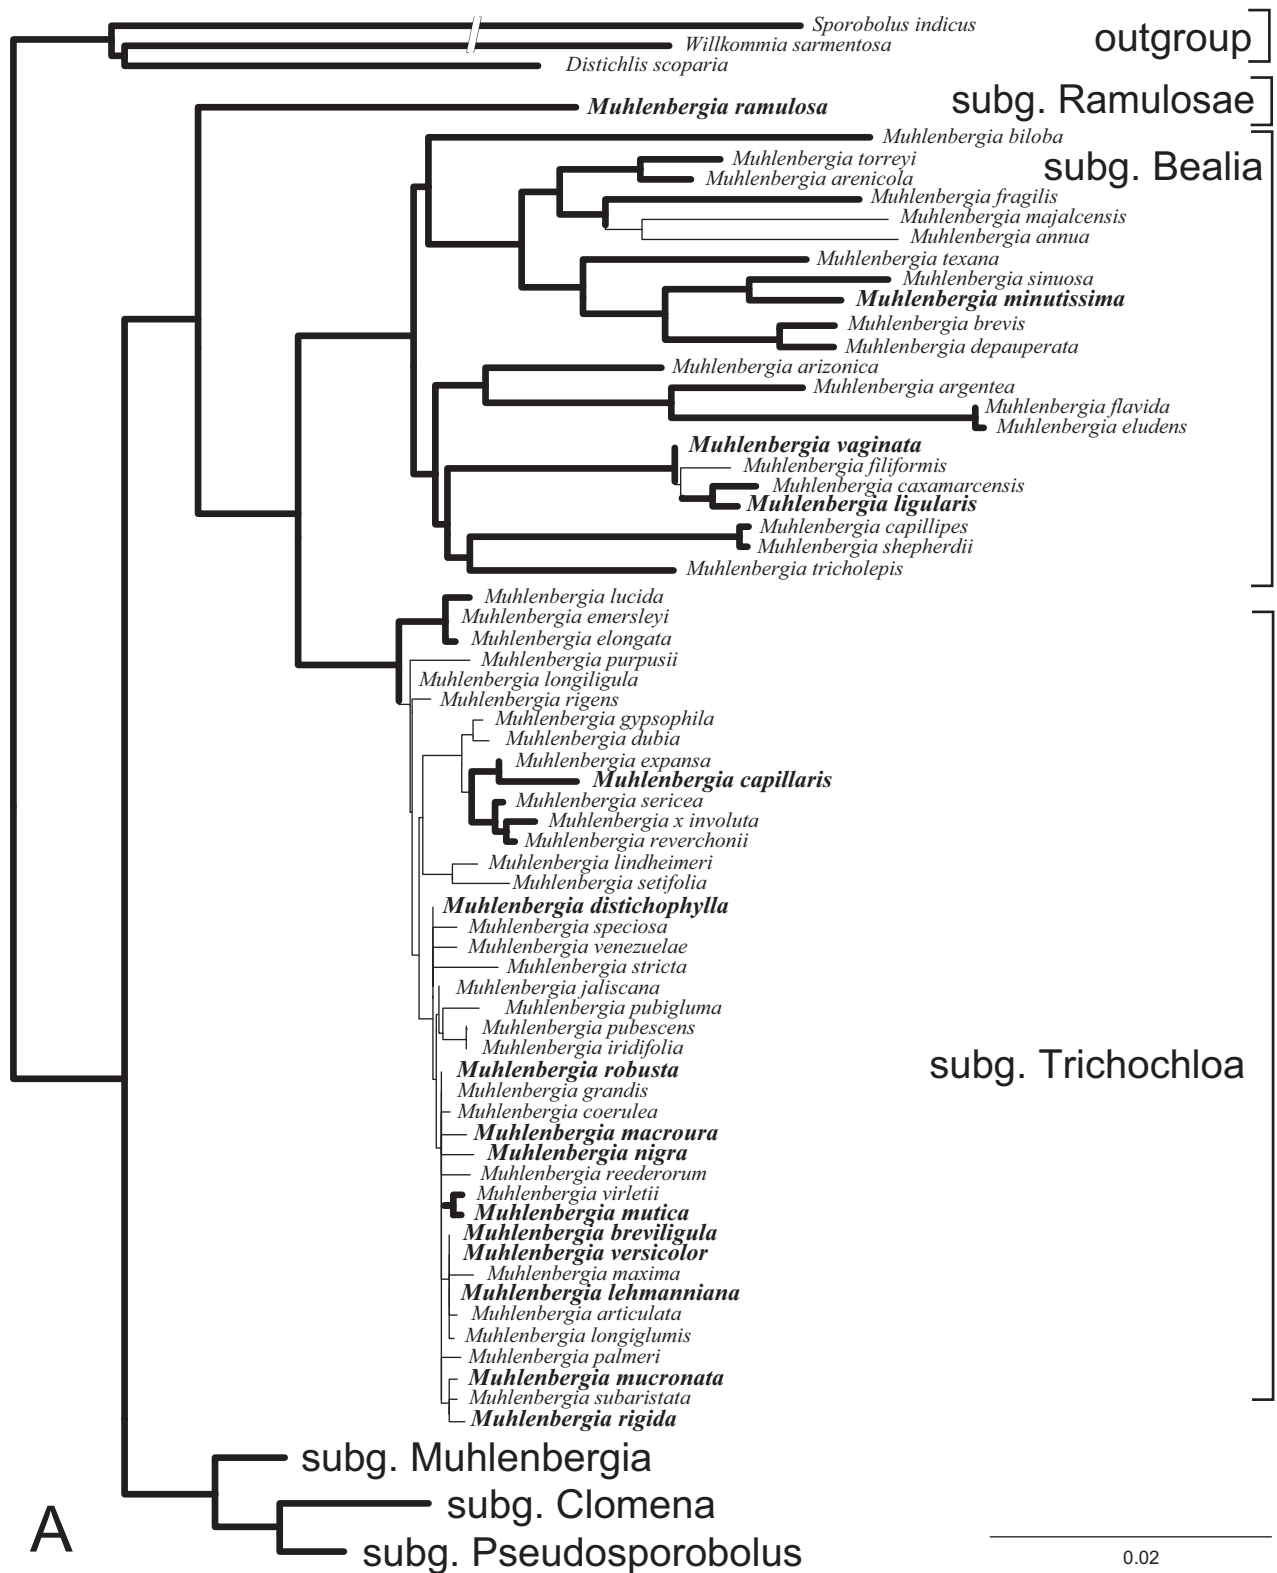 Sporobolus indicus
Willkommia sarmentosa
outgroup
Distichlis scoparia
Muhlenbergia ramulosa
subg. Ramulosae
Muhlenbergia biloba
Muhlenbergia torreyi
subg. Bealia
Muhlenbergia arenicola
Muhlenbergia fragilis
Muhlenbergia majalcensis
Muhlenbergia annua
Muhlenbergia texana
Muhlenbergia sinuosa
Muhlenbergia minutissima
Muhlenbergia brevis
Muhlenbergia depauperata
Muhlenbergia arizonica
Muhlenbergia argentea
Muhlenbergia flavida
Muhlenbergia eludens
Muhlenbergia vaginata
Muhlenbergia filiformis
Muhlenbergia caxamarcensis
Muhlenbergia ligularis
Muhlenbergia capillipes
Muhlenbergia shepherdii
Muhlenbergia tricholepis
Muhlenbergia lucida
Muhlenbergia emersleyi
Muhlenbergia elongata
Muhlenbergia purpusii
Muhlenbergia longiligula
Muhlenbergia rigens
Muhlenbergia gypsophila
Muhlenbergia dubia
Muhlenbergia expansa
Muhlenbergia capillaris
Muhlenbergia sericea
Muhlenbergia x involuta
Muhlenbergia reverchonii
Muhlenbergia lindheimeri
Muhlenbergia setifolia
Muhlenbergia distichophylla
Muhlenbergia speciosa
Muhlenbergia venezuelae
Muhlenbergia stricta
Muhlenbergia jaliscana
Muhlenbergia pubigluma
Muhlenbergia pubescens
Muhlenbergia iridifolia
subg. Trichochloa
Muhlenbergia robusta
Muhlenbergia grandis
Muhlenbergia coerulea
Muhlenbergia macroura
Muhlenbergia nigra
Muhlenbergia reederorum
Muhlenbergia virletii
Muhlenbergia mutica
Muhlenbergia breviligula
Muhlenbergia versicolor
Muhlenbergia maxima
Muhlenbergia lehmanniana
Muhlenbergia articulata
Muhlenbergia longiglumis
Muhlenbergia palmeri
Muhlenbergia mucronata
Muhlenbergia subaristata
Muhlenbergia rigida
subg. Muhlenbergia
subg. Clomena
A
subg. Pseudosporobolus
0.02